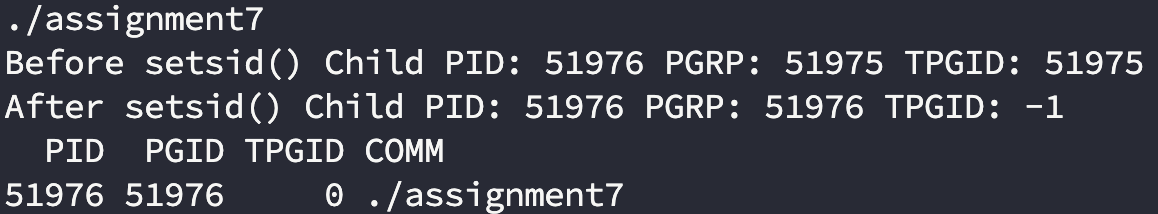 ./assignment7
Before setsid() Child PID: 51976 PGRP: 51975 TPGID: 51975
After setsid() Child PID: 51976 PGRP: 51976 TPGID: -1
  PID  PGID TPGID COMM
51976 51976     0 ./assignment7